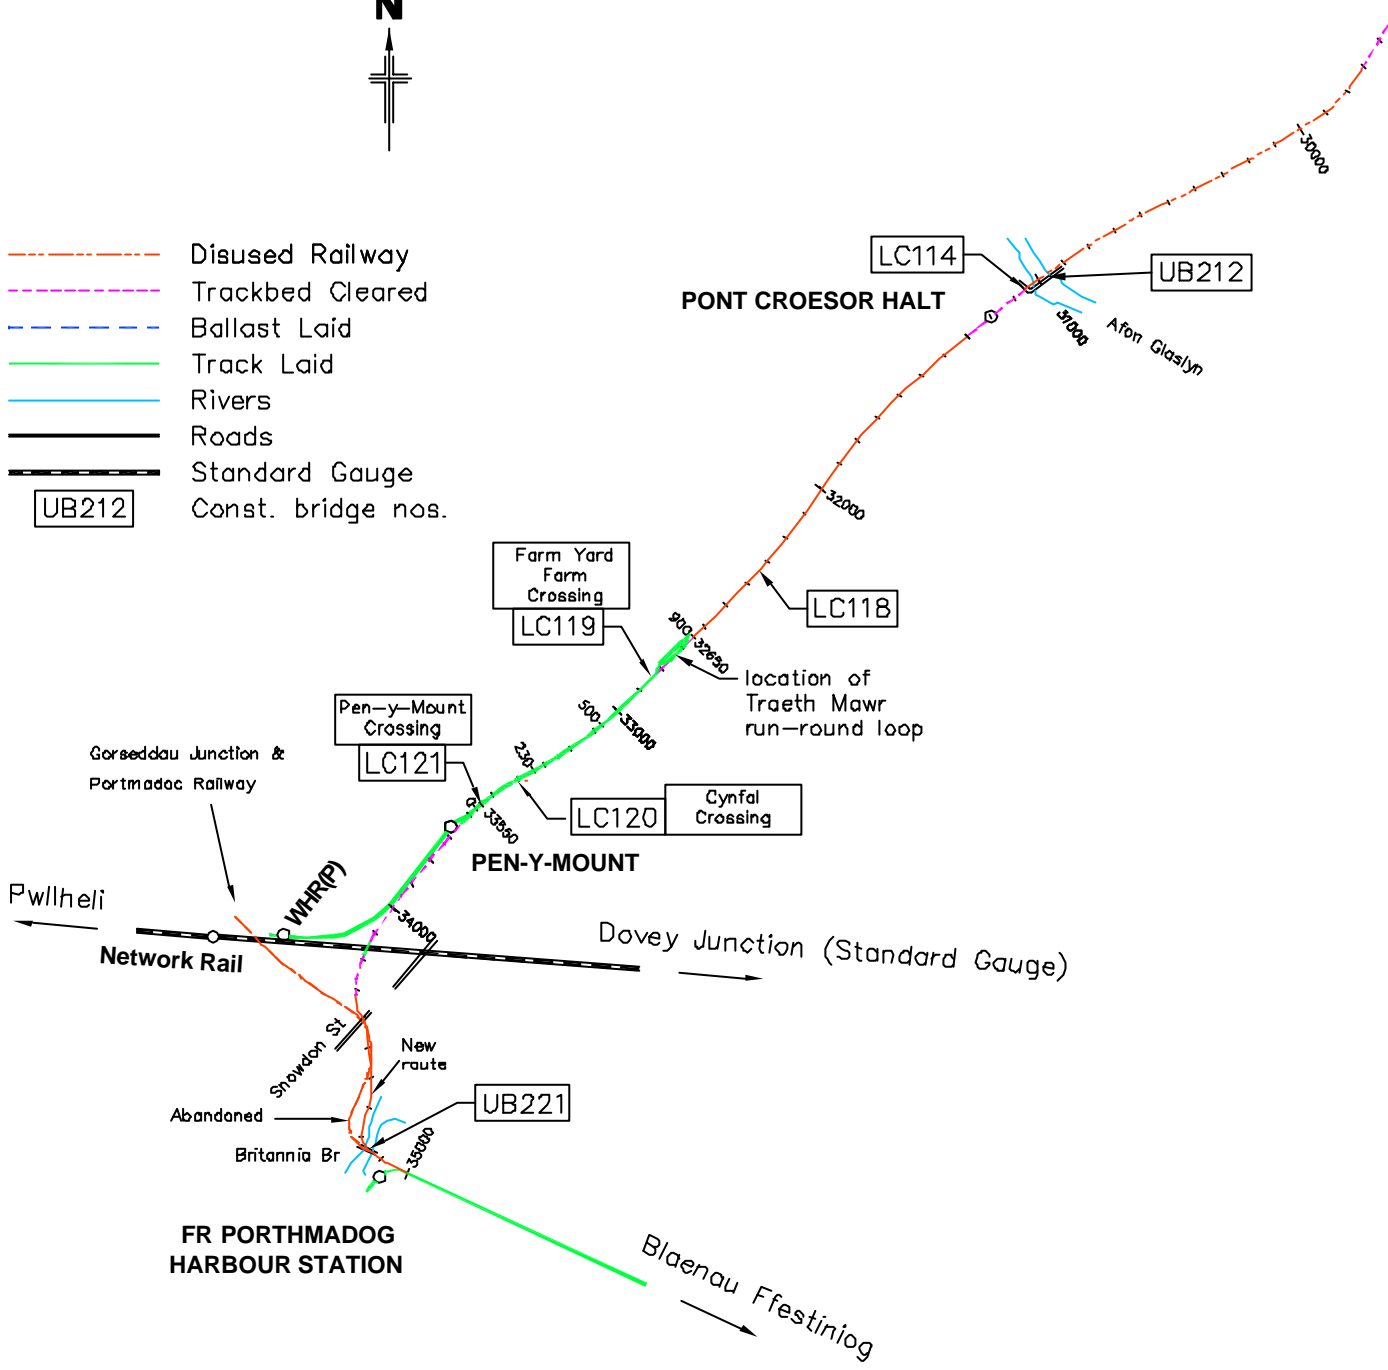 N
Disused Railway
Trackbed Cleared
Ballast Laid
Track Laid
Rivers
Roads
Standard Gauge
UB212
Const. bridge nos.
30000
LC114
UB212
PONT CROESOR HALT
37000
Afon Glaslyn
32000
Farm Yard
Farm
Crossing
LC119
LC118
900
32650
location of
Traeth Mawr
run-round loop
500
33000
Pen-y-Mount
Crossing
LC121
230
0
33550
LC120
Cynfal
Crossing
PEN-Y-MOUNT
Gorseddau Junction &
Portmadoc Railway
WHR(P)
34000
Pwllheli
Network Rail
Dovey Junction (Standard Gauge)
Snowdon St
New
route
Abandoned
UB221
Britannia Br
35000
FR PORTHMADOG
HARBOUR STATION
Blaenau Ffestiniog